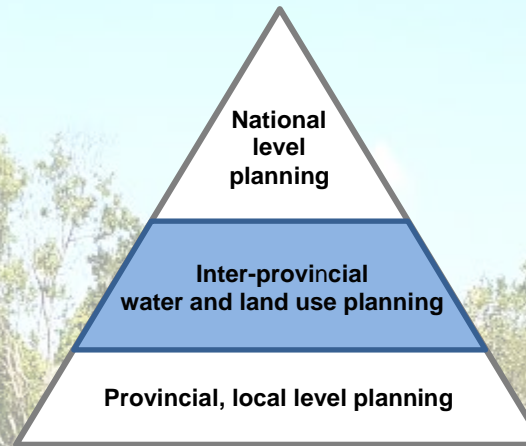 National
level
planning
Inter-provincial
water and land use planning
Provincial, local level planning